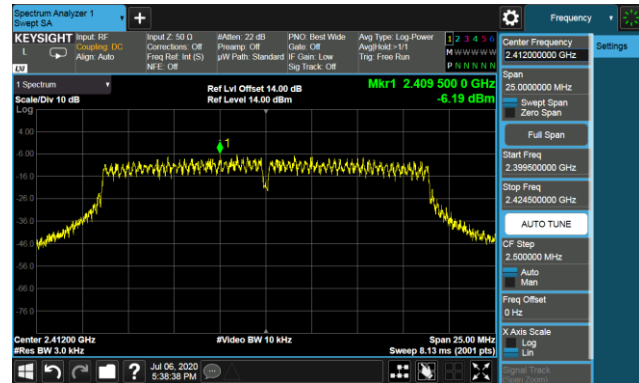 Spectrum Analyzer 1
Swept SA
Frequency
KEYSIGHT
L
LXI
Input: RF
Coupling: DC
Align: Auto
Input Z: 50 Ω
Corrections: Off
Freq Ref: Int (S)
NFE: Off
#Atten: 22 dB
Preamp: Off
µW Path: Standard
PNO: Best Wide
Gate: Off
IF Gain: Low
Sig Track: Off
Avg Type: Log-Power
Avg|Hold:>1/1
Trig: Free Run
1 2 3 4 5 6
M W W W W W
P N N N N N
1 Spectrum
Scale/Div 10 dB
Log
Ref Lvl Offset 14.00 dB
Ref Level 14.00 dBm
Mkr1 2.409 500 0 GHz
-6.19 dBm
1
4.00
-6.00
-16.0
-26.0
-36.0
-46.0
-56.0
-66.0
-76.0
Center 2.41200 GHz
#Res BW 3.0 kHz
#Video BW 10 kHz
Span 25.00 MHz
Sweep 8.13 ms (2001 pts)
Jul 06, 2020
5:38:38 PM
?
Center Frequency
2.412000000 GHz
Span
25.0000000 MHz
Swept Span
Zero Span
Full Span
Start Freq
2.399500000 GHz
Stop Freq
2.424500000 GHz
AUTO TUNE
CF Step
2.500000 MHz
Auto
Man
Freq Offset
0 Hz
X Axis Scale
Log
Lin
Signal Track
(Span Zoom)
Settings